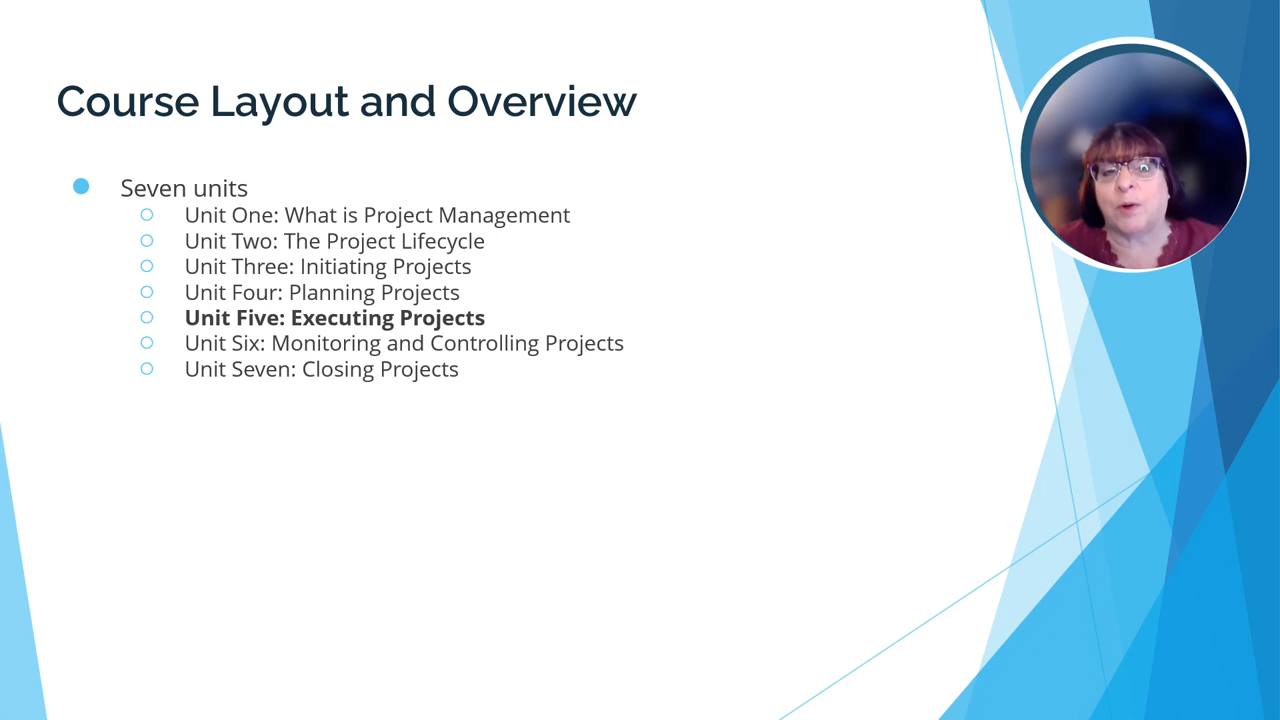 Course Layout and Overview
Seven units
Unit One: What is Project Management
Unit Two: The Project Lifecycle
Unit Three: Initiating Projects
Unit Four: Planning Projects
Unit Five: Executing Projects
Unit Six: Monitoring and Controlling Projects
Unit Seven: Closing Projects